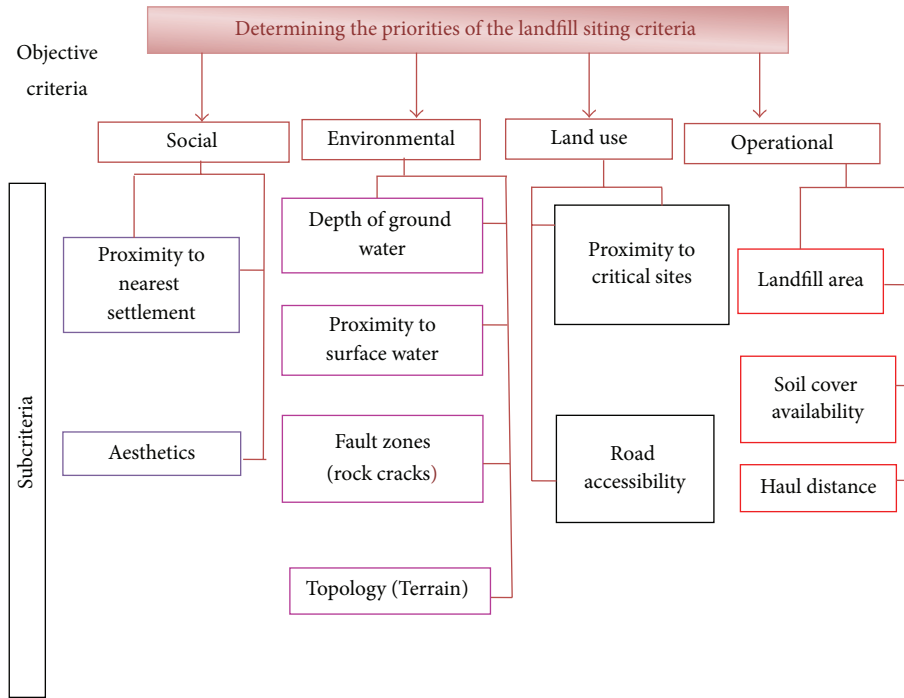 Determining the priorities of the landfill siting criteria
Objective
criteria
Social
Environmental
Land use
Operational
Subcriteria
Proximity to
nearest
settlement
Aesthetics
Depth of ground
water
Proximity to
surface water
Fault zones
(rock cracks)
Topology (Terrain)
Proximity to
critical sites
Road
accessibility
Landfill area
Soil cover
availability
Haul distance